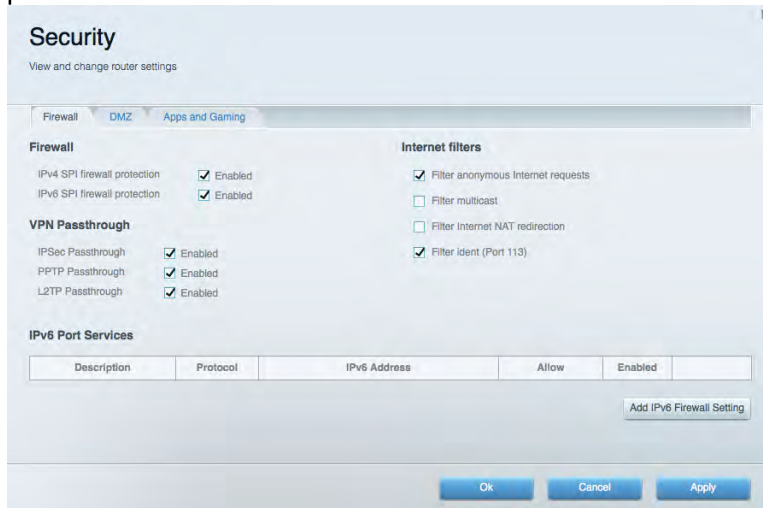 Security
View and change router settings
Firewall DMZ Apps and Gaming
Firewall
IPv4 SPI firewall protection Enabled
IPv6 SPI firewall protection Enabled
VPN Passthrough
IPSec Passthrough Enabled
PPTP Passthrough Enabled
L2TP Passthrough Enabled
Internet filters
Filter anonymous Internet requests
Filter multicast
Filter Internet NAT redirection
Filter ident (Port 113)
IPv6 Port Services
Description Protocol IPv6 Address Allow Enabled
Add IPv6 Firewall Setting
Ok Cancel Apply